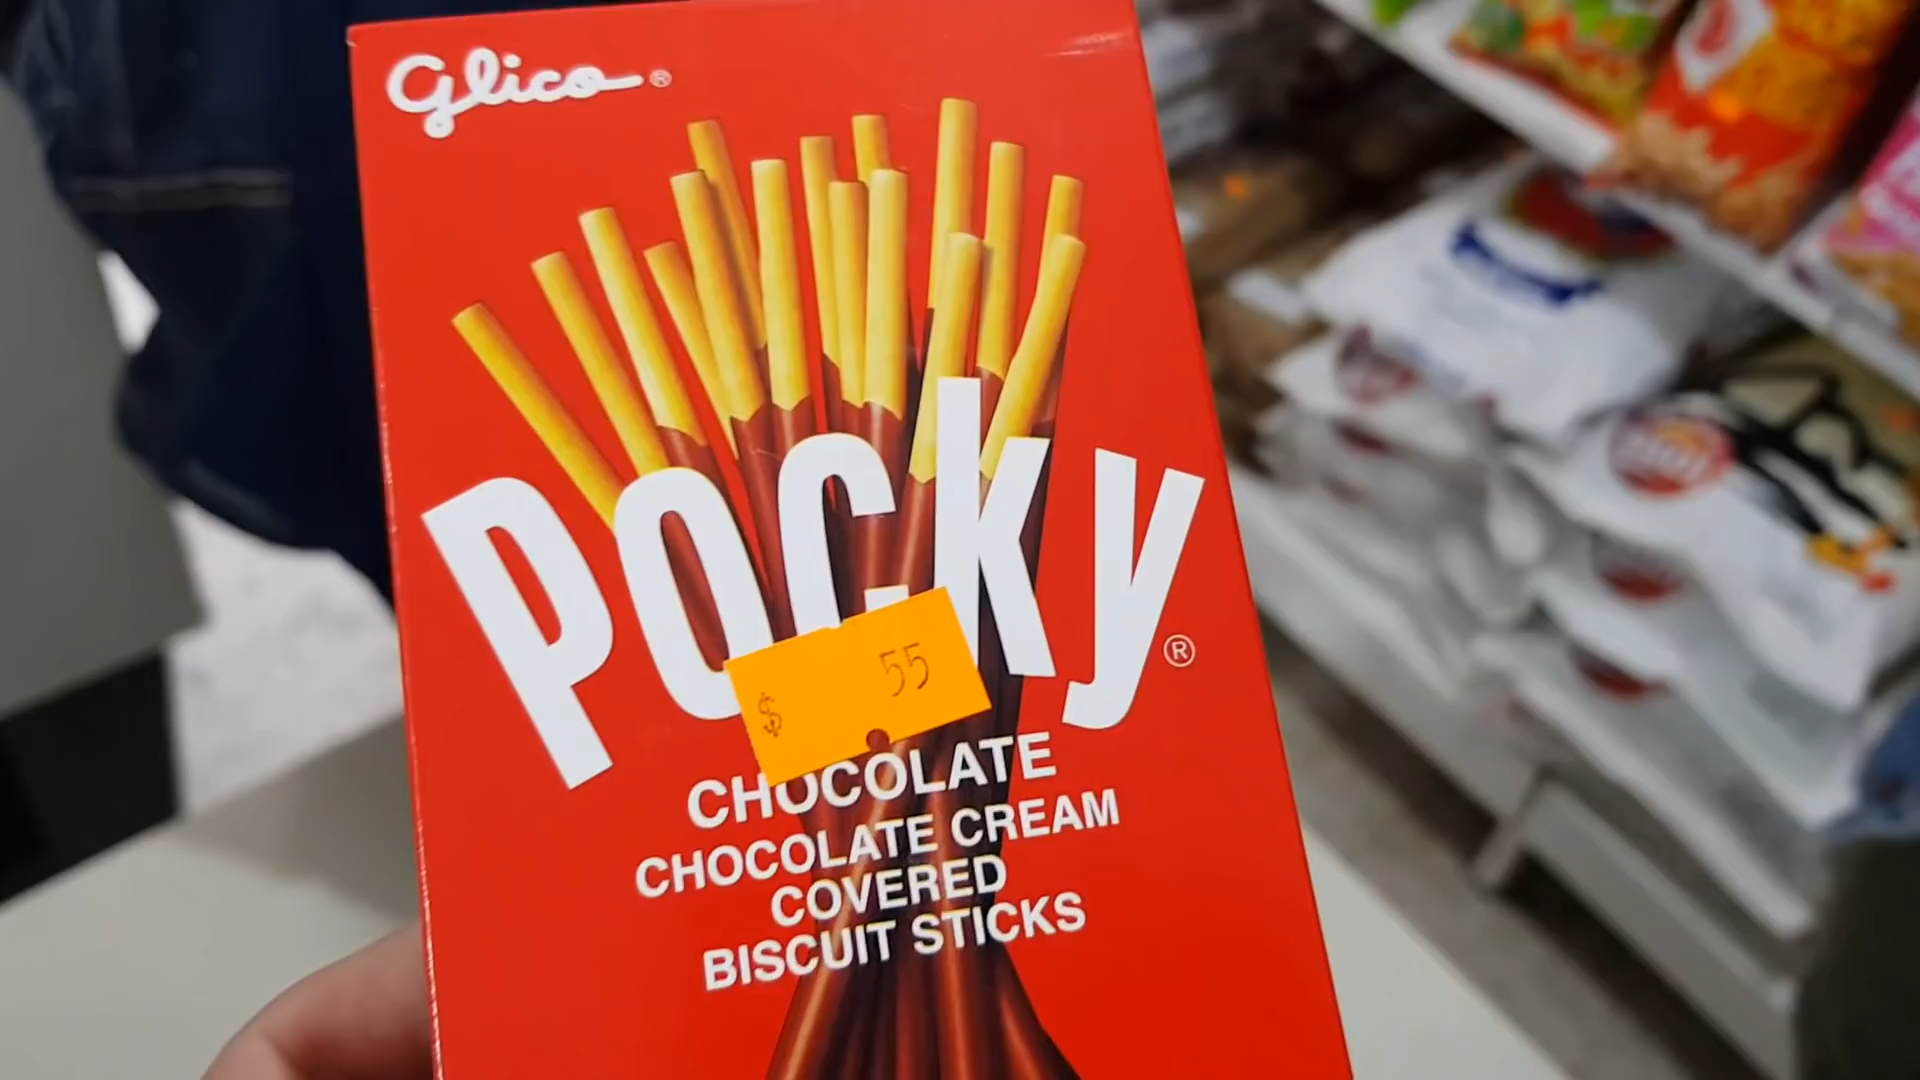 Glico®
Pocky®
$ 55
CHOCOLATE
CHOCOLATE CREAM
COVERED
BISCUIT STICKS